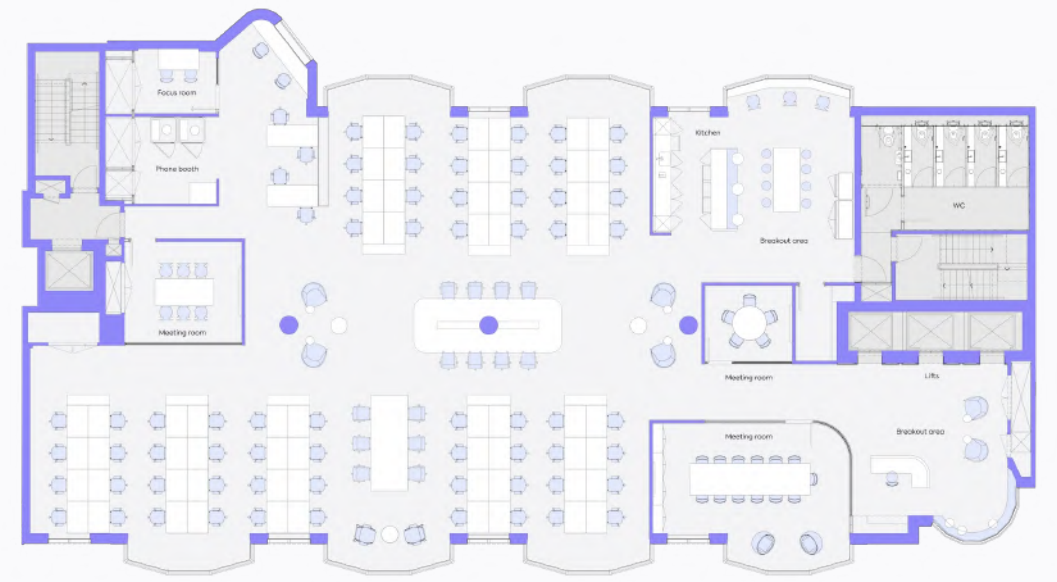 Focus room
Phone booth
Kitchen
Breakout area
WC
Meeting room
Meeting room
Lifts
Meeting room
Breakout area